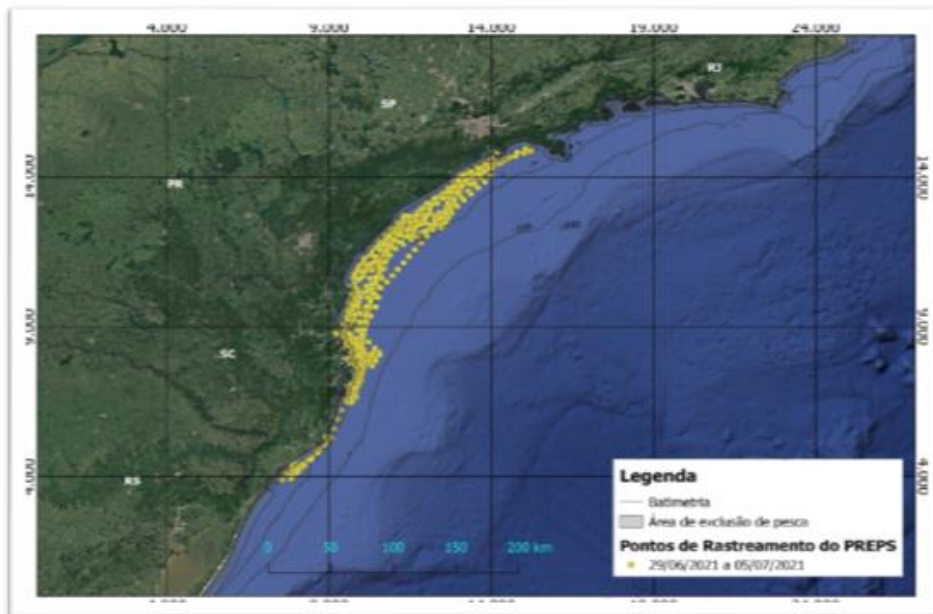 4.000 9.000 14.000 19.000 24.000
RJ
SP
14.000 14.000
PR
9.000 9.000
SC
4.000 4.000
RS
Legenda
Batimetria
Área de exclusão de pesca
Pontos de Rastreamento do PREPS
29/06/2021 a 05/07/2021
0 50 100 150 200 km